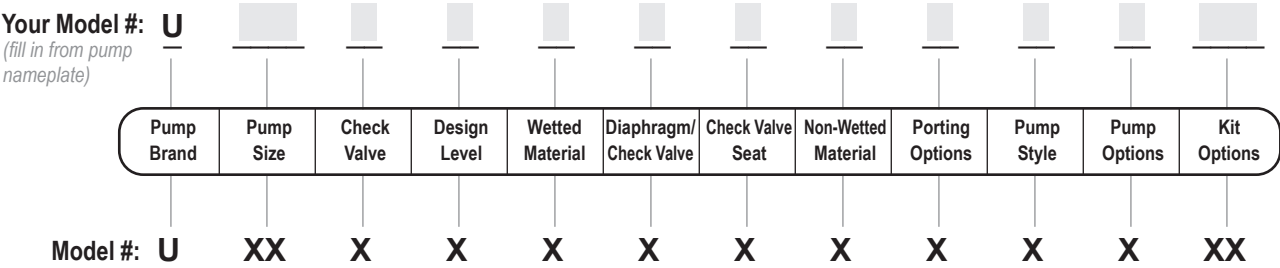 Your Model #: U
(fill in from pump
nameplate)
Pump Pump Check Design Wetted Diaphragm/ Check Valve Non-Wetted Porting Pump Pump Kit
Brand Size Valve Level Material Check Valve Seat Material Options Style Options Options
Model #: U XX X X X X X X X X X XX